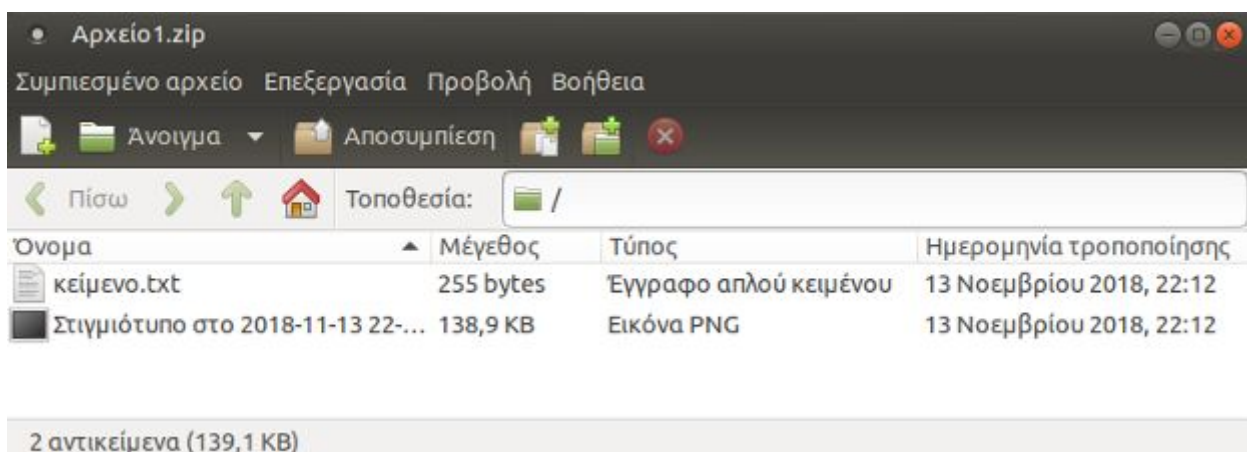 Αρχείο1.zip
Συμπιεσμένο αρχείο Επεξεργασία Προβολή Βοήθεια
Άνοιγμα Αποσυμπίεση
Πίσω Τοποθεσία: /
Όνομα Μέγεθος Τύπος Ημερομηνία τροποποίησης
κείμενο.txt 255 bytes Έγγραφο απλού κειμένου 13 Νοεμβρίου 2018, 22:12
Στιγμιότυπο στο 2018-11-13 22-... 138,9 KB Εικόνα PNG 13 Νοεμβρίου 2018, 22:12
2 αντικείμενα (139,1 KB)